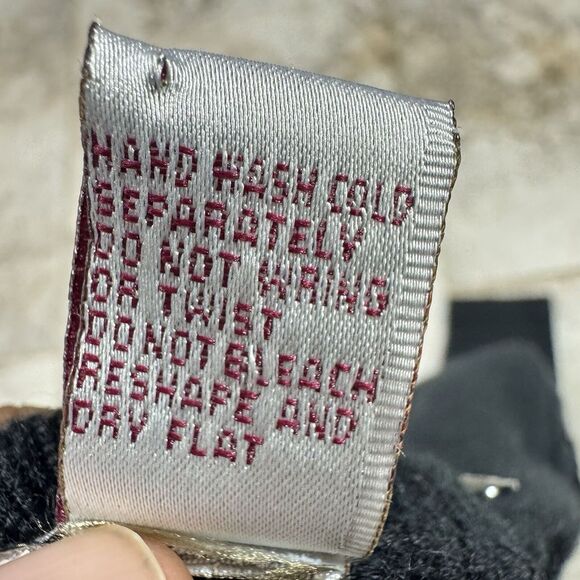 HAND WASH COLD
SEPARATELY
DO NOT WRING
OR TWIST
DO NOT BLEACH
RESHAPE AND
DRY FLAT